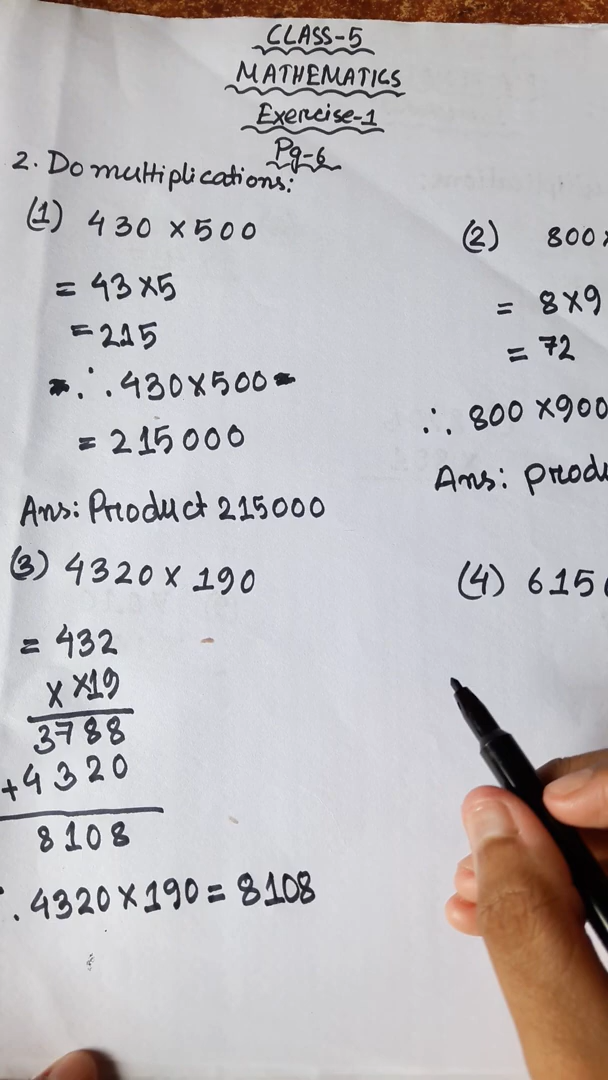 CLASS-5
MATHEMATICS
Exercise-1
Pg-6
2. Do multiplications:
(1) 430 × 500
= 43 × 5
= 215
∴ 430 × 500
= 215000
Ans: Product 215000
(2) 800 ×
= 8 × 9
= 72
∴ 800 × 900
Ans: produ
(3) 4320 × 190
= 432
× ×19
3788
+4320
8108
∴ 4320 × 190 = 8108
(4) 615